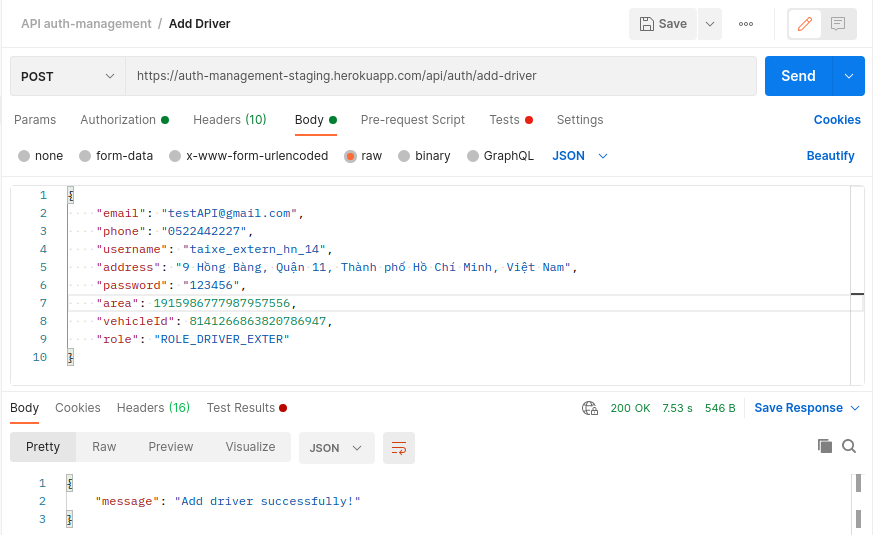 API auth-management / Add Driver
Save
POST
https://auth-management-staging.herokuapp.com/api/auth/add-driver
Send
Params Authorization Headers (10) Body Pre-request Script Tests Settings Cookies
none form-data x-www-form-urlencoded raw binary GraphQL JSON Beautify
1 {
2 "email": "testAPI@gmail.com",
3 "phone": "0522442227",
4 "username": "taixe_extern_hn_14",
5 "address": "9 Hồng Bàng, Quận 11, Thành phố Hồ Chí Minh, Việt Nam",
6 "password": "123456",
7 "area": 1915986777987957556,
8 "vehicleId": 8141266863820786947,
9 "role": "ROLE_DRIVER_EXTER"
10 }
Body Cookies Headers (16) Test Results 200 OK 7.53 s 546 B Save Response
Pretty Raw Preview Visualize JSON
1 {
2 "message": "Add driver successfully!"
3 }